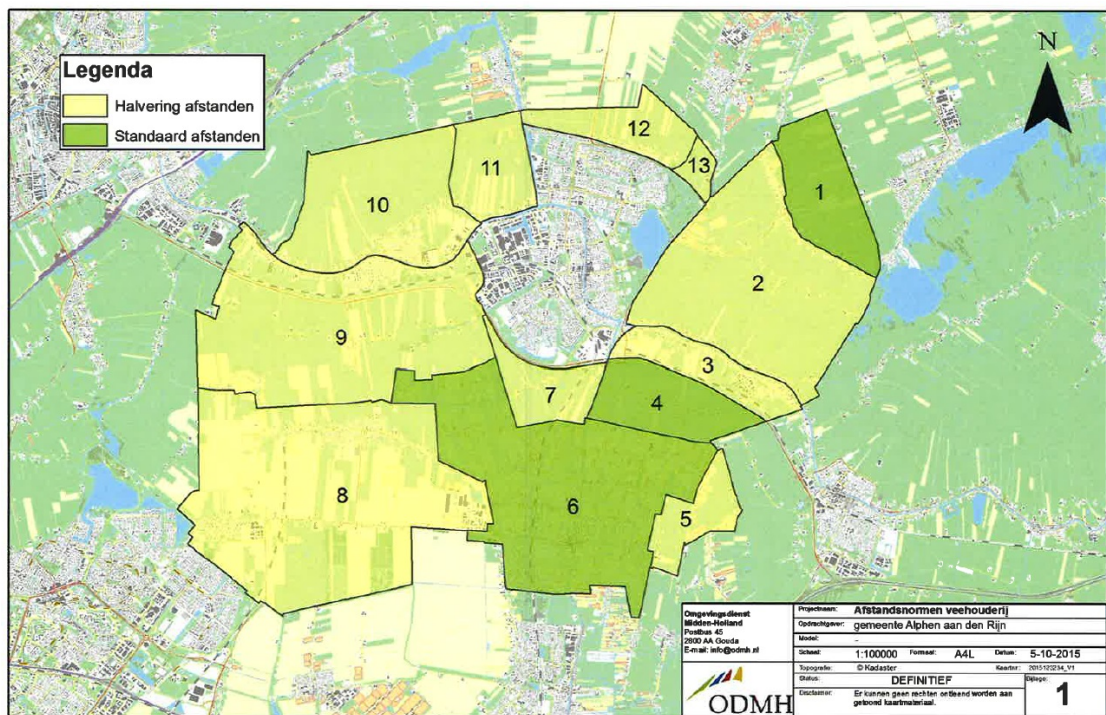 Legenda
Halvering afstanden
Standaard afstanden
N
12
13
11
1
10
2
9
3
7
4
8
6
5
Omgevingsdienst
Midden-Holland
Postbus 45
2800 AA Gouda
E-mail: info@odmh.nl
ODMH
Projectnaam: Afstandsnormen veehouderij
Opdrachtgever: gemeente Alphen aan den Rijn
Model: -
Schaal: 1:100000 Formaat: A4L Datum: 5-10-2015
Topografie: © Kadaster Kaartnr.: 2015120234_V1
Status: DEFINITIEF Bijlage:
Disclaimer: Er kunnen geen rechten ontleend worden aan
getoond kaartmateriaal.
1